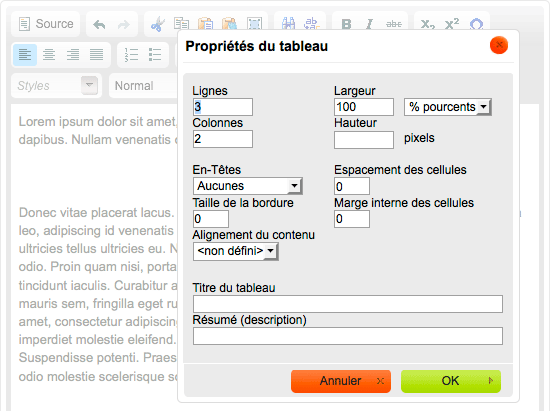 Source
B I abc x₂ x²
Styles
Normal
Propriétés du tableau
Lignes
3
Largeur
100
% pourcents
Colonnes
2
Hauteur
pixels
En-Têtes
Aucunes
Espacement des cellules
0
Taille de la bordure
0
Marge interne des cellules
0
Alignement du contenu
<non défini>
Titre du tableau
Résumé (description)
Annuler
OK
Lorem ipsum dolor sit amet,
dapibus. Nullam venenatis
Donec vitae placerat lacus.
leo, adipiscing id venenatis
ultricies tellus ultricies eu. N
odio. Proin quam nisi, porta
tincidunt iaculis. Curabitur a
mauris sem, fringilla eget ru
amet, consectetur adipiscing
imperdiet molestie eleifend.
Suspendisse potenti. Praes
odio molestie scelerisque sc